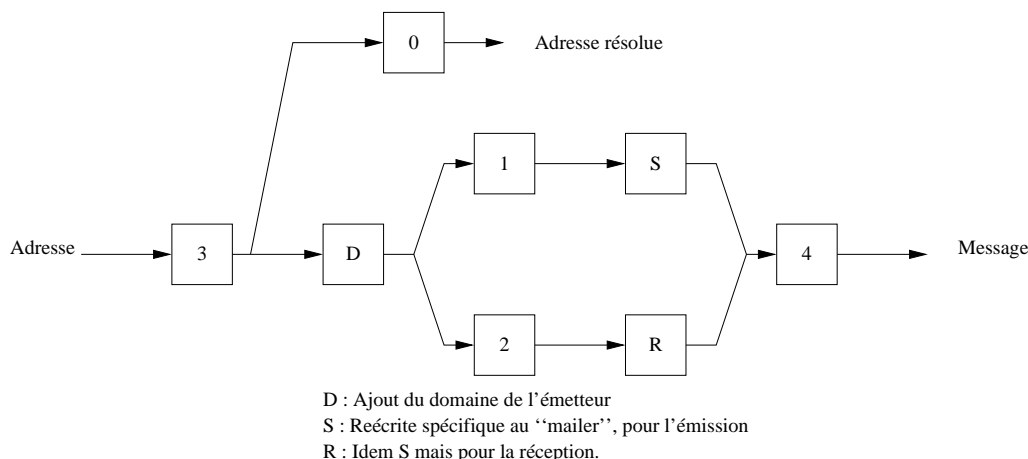 0
Adresse résolue
1
S
Adresse
3
D
4
Message
2
R
D : Ajout du domaine de l'émetteur
S : Reécrite spécifique au ‘‘mailer’’, pour l'émission
R : Idem S mais pour la réception.